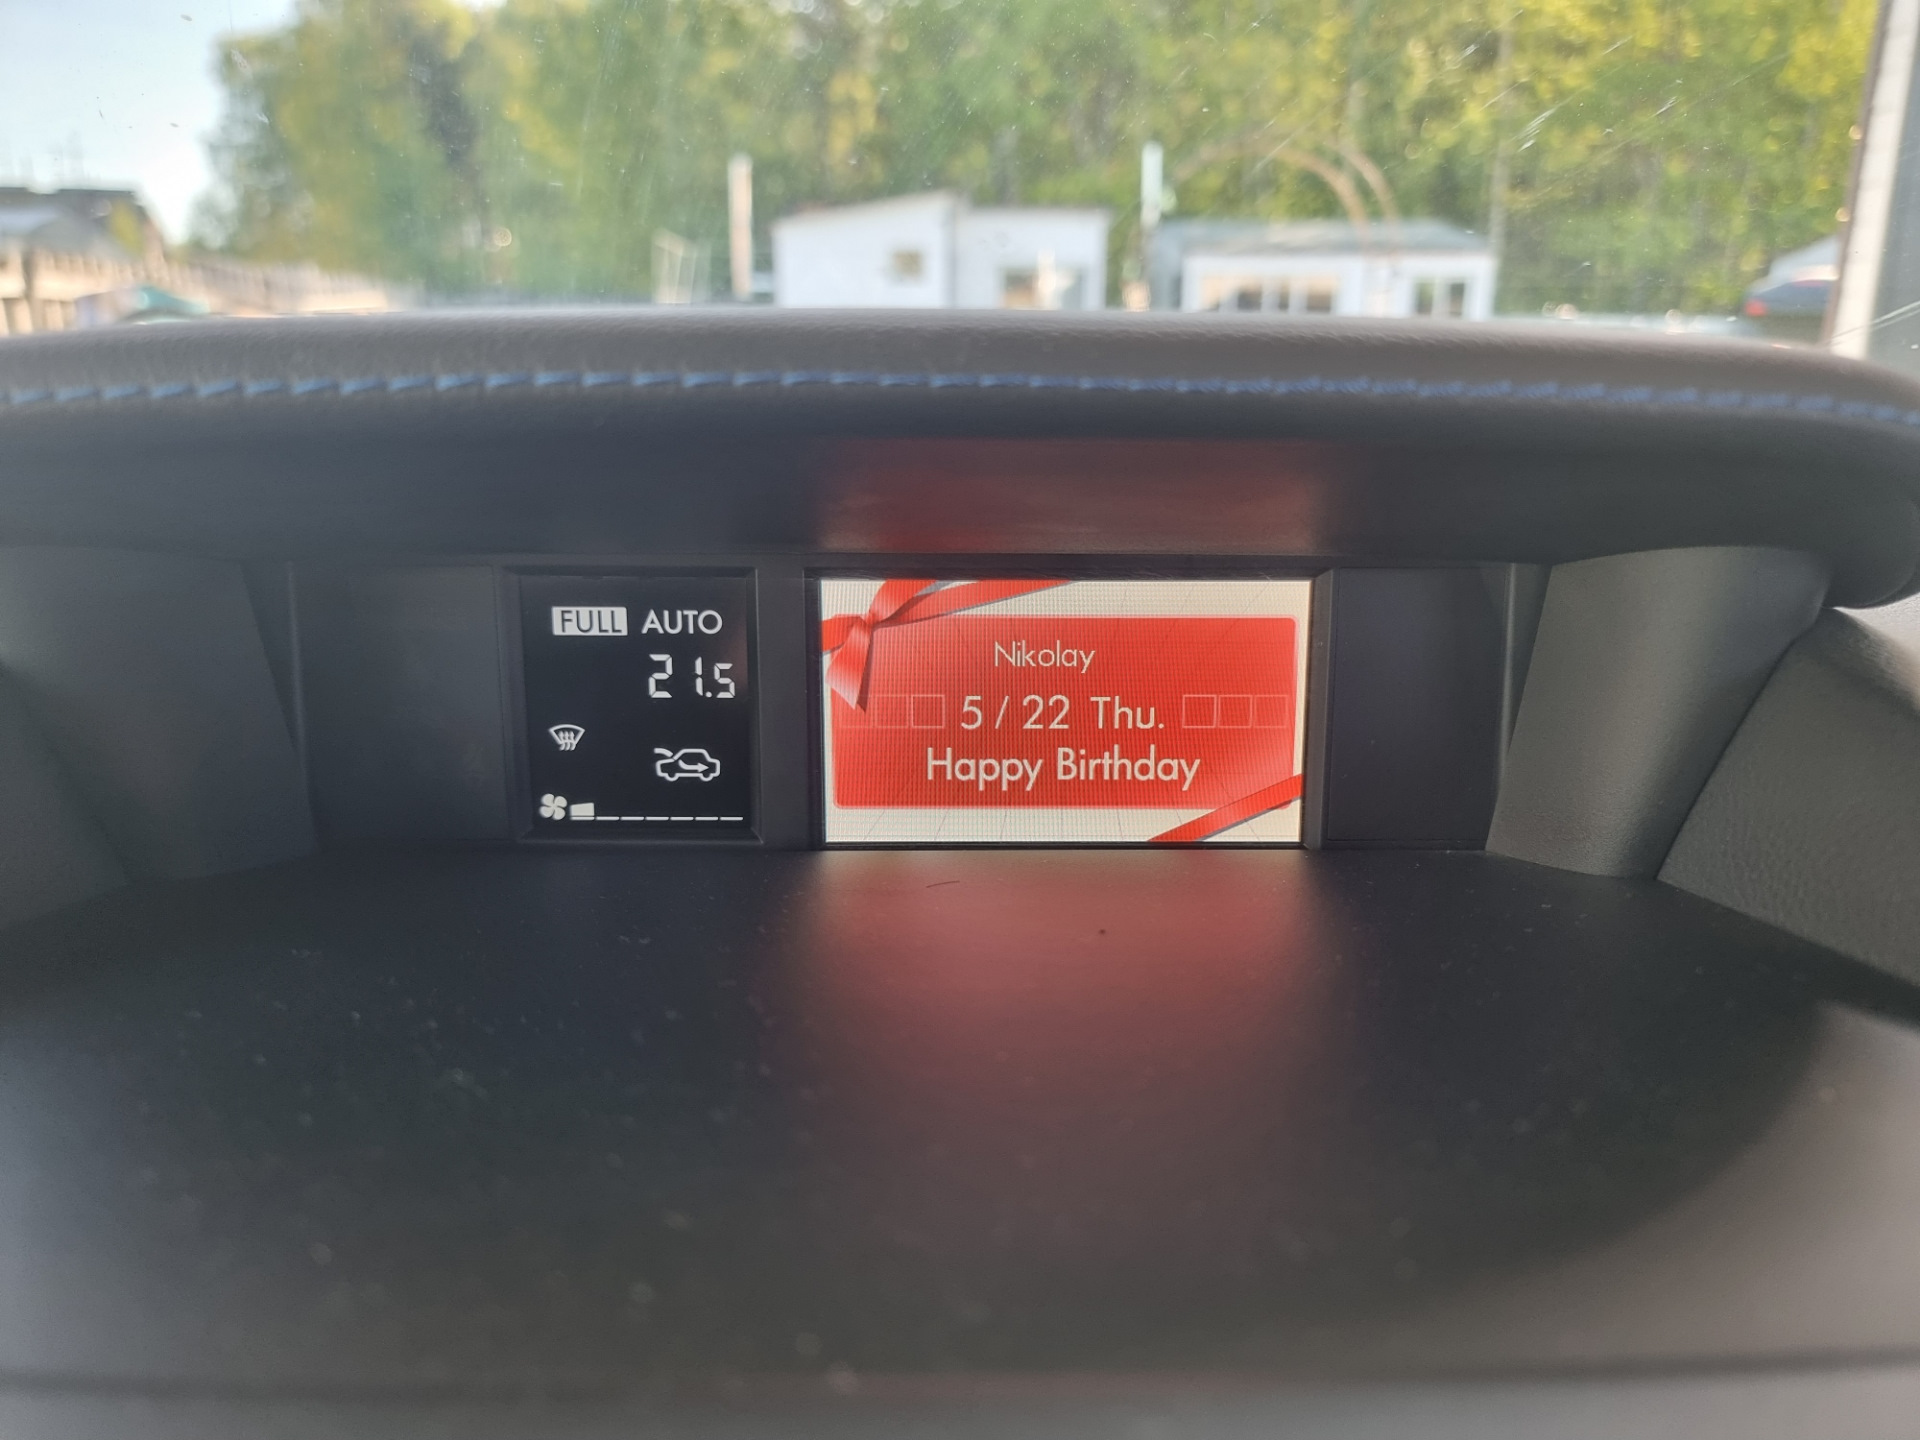 FULL AUTO
21.5
Nikolay
5 / 22 Thu.
Happy Birthday